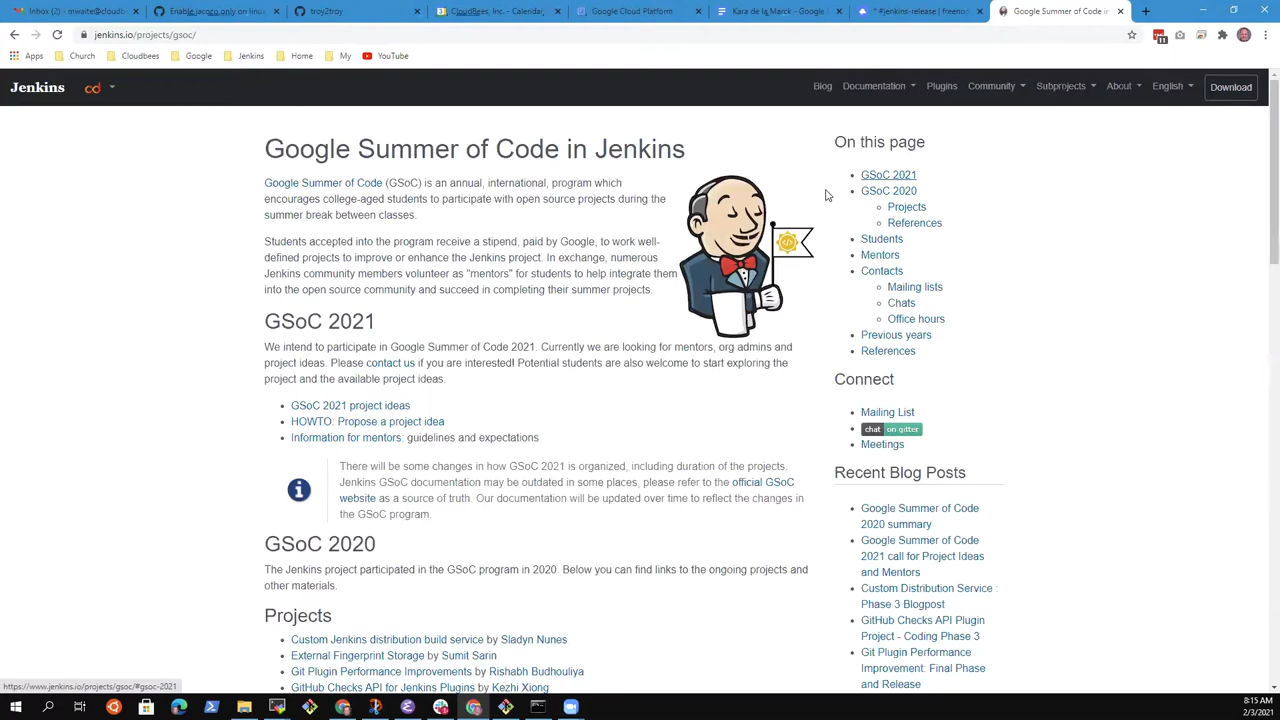 Inbox - mwaite@cloudb
Enable jacoco only on linux
troy2troy
CloudBees, Inc. - Calendar
Google Cloud Platform
Kara de la Marck - Google
* #jenkins-release | freenod
Google Summer of Code in
jenkins.io/projects/gsoc/
11
Apps
Church
Cloudbees
Google
Jenkins
Home
My
YouTube
Jenkins
cd
Blog
Documentation
Plugins
Community
Subprojects
About
English
Download
Google Summer of Code in Jenkins
Google Summer of Code (GSoC) is an annual, international, program which
encourages college-aged students to participate with open source projects during the
summer break between classes.
Students accepted into the program receive a stipend, paid by Google, to work well-
defined projects to improve or enhance the Jenkins project. In exchange, numerous
Jenkins community members volunteer as "mentors" for students to help integrate them
into the open source community and succeed in completing their summer projects.
GSoC 2021
We intend to participate in Google Summer of Code 2021. Currently we are looking for mentors, org admins and
project ideas. Please contact us if you are interested! Potential students are also welcome to start exploring the
project and the available project ideas.
GSoC 2021 project ideas
HOWTO: Propose a project idea
Information for mentors: guidelines and expectations
There will be some changes in how GSoC 2021 is organized, including duration of the projects.
Jenkins GSoC documentation may be outdated in some places, please refer to the official GSoC
website as a source of truth. Our documentation will be updated over time to reflect the changes in
the GSoC program.
GSoC 2020
The Jenkins project participated in the GSoC program in 2020. Below you can find links to the ongoing projects and
other materials.
Projects
Custom Jenkins distribution build service by Sladyn Nunes
External Fingerprint Storage by Sumit Sarin
Git Plugin Performance Improvements by Rishabh Budhouliya
GitHub Checks API for Jenkins Plugins by Kezhi Xiong
On this page
GSoC 2021
GSoC 2020
Projects
References
Students
Mentors
Contacts
Mailing lists
Chats
Office hours
Previous years
References
Connect
Mailing List
chat on gitter
Meetings
Recent Blog Posts
Google Summer of Code
2020 summary
Google Summer of Code
2021 call for Project Ideas
and Mentors
Custom Distribution Service :
Phase 3 Blogpost
GitHub Checks API Plugin
Project - Coding Phase 3
Git Plugin Performance
Improvement: Final Phase
and Release
https://www.jenkins.io/projects/gsoc/#gsoc-2021
8:15 AM
2/3/2021